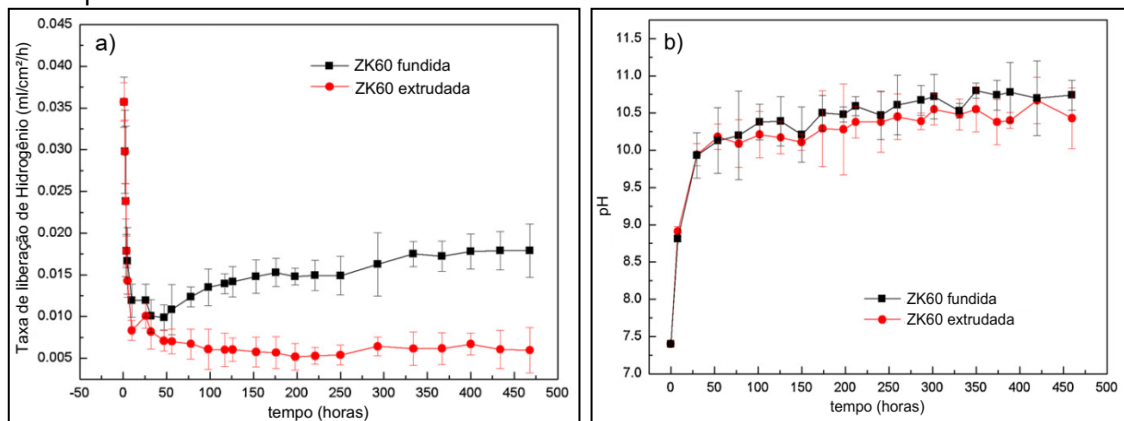 a)
ZK60 fundida
ZK60 extrudada
Taxa de liberação de Hidrogênio (ml/cm²/h)
0.045
0.040
0.035
0.030
0.025
0.020
0.015
0.010
0.005
-50 0 50 100 150 200 250 300 350 400 450 500
tempo (horas)
b)
pH
11.5
11.0
10.5
10.0
9.5
9.0
8.5
8.0
7.5
7.0
ZK60 fundida
ZK60 extrudada
0 50 100 150 200 250 300 350 400 450 500
tempo (horas)